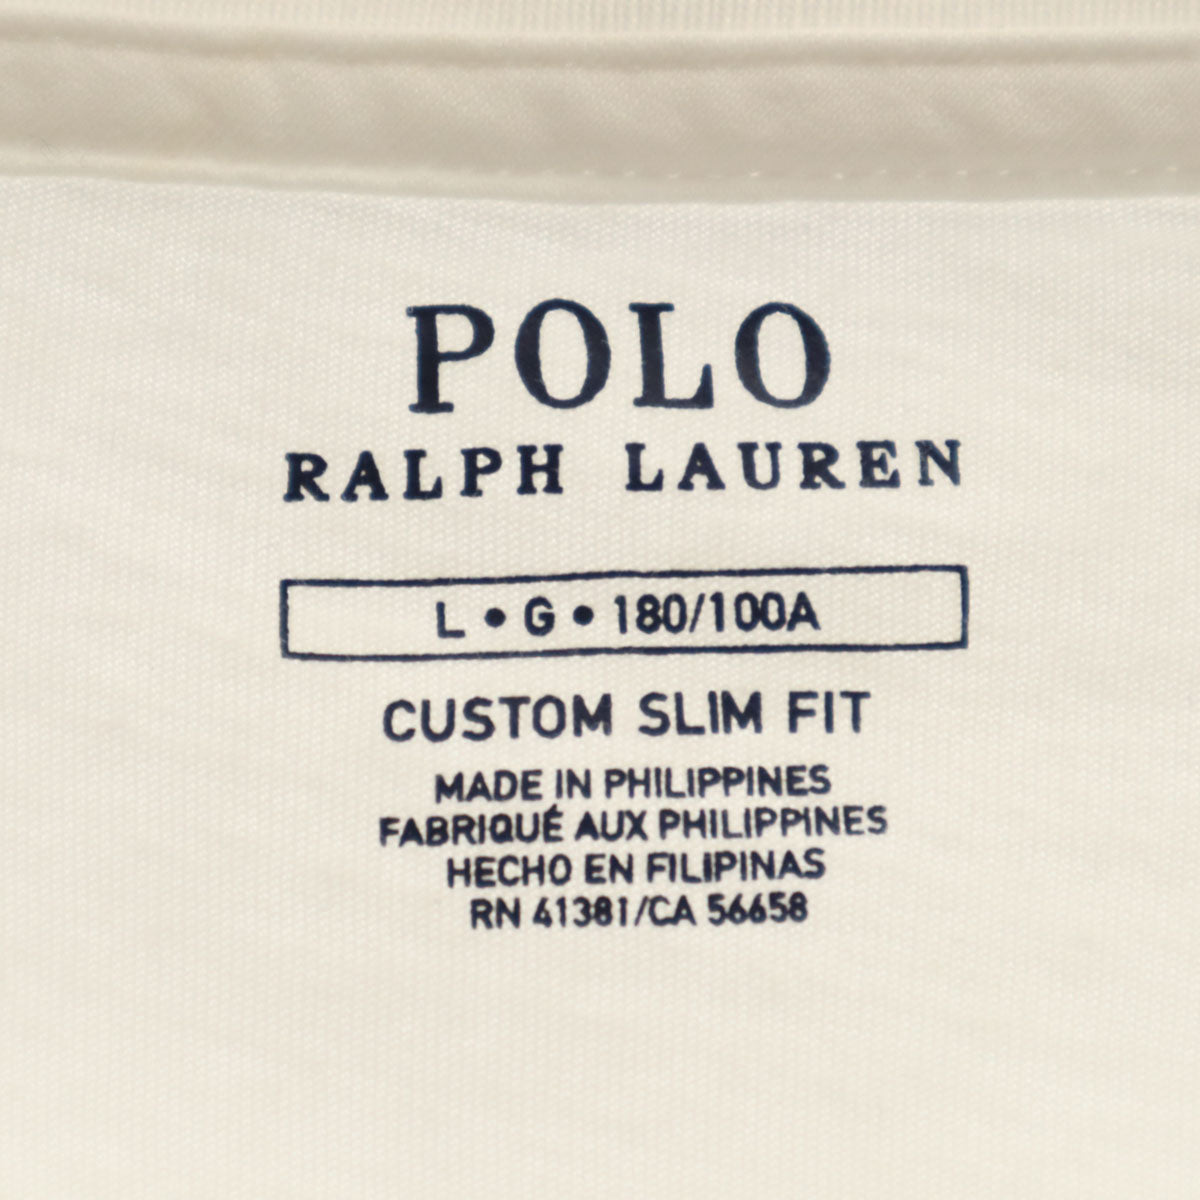 POLO
RALPH LAUREN
L • G • 180/100A
CUSTOM SLIM FIT
MADE IN PHILIPPINES
FABRIQUÉ AUX PHILIPPINES
HECHO EN FILIPINAS
RN 41381/CA 56658